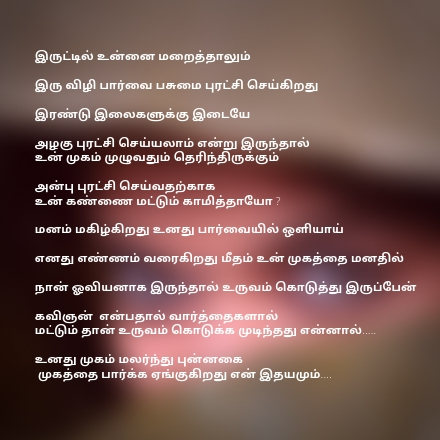 இருட்டில் உன்னை மறைத்தாலும்
இரு விழி பார்வை பசுமை புரட்சி செய்கிறது
இரண்டு இலைகளுக்கு இடையே
அழகு புரட்சி செய்யலாம் என்று இருந்தால்
உன் முகம் முழுவதும் தெரிந்திருக்கும்
அன்பு புரட்சி செய்வதற்காக
உன் கண்ணை மட்டும் காமித்தாயோ ?
மனம் மகிழ்கிறது உனது பார்வையில் ஒளியாய்
எனது எண்ணம் வரைகிறது மீதம் உன் முகத்தை மனதில்
நான் ஓவியனாக இருந்தால் உருவம் கொடுத்து இருப்பேன்
கவிஞன் என்பதால் வார்த்தைகளால்
மட்டும் தான் உருவம் கொடுக்க முடிந்தது என்னால்.....
உனது முகம் மலர்ந்து புன்னகை
முகத்தை பார்க்க ஏங்குகிறது என் இதயமும்....